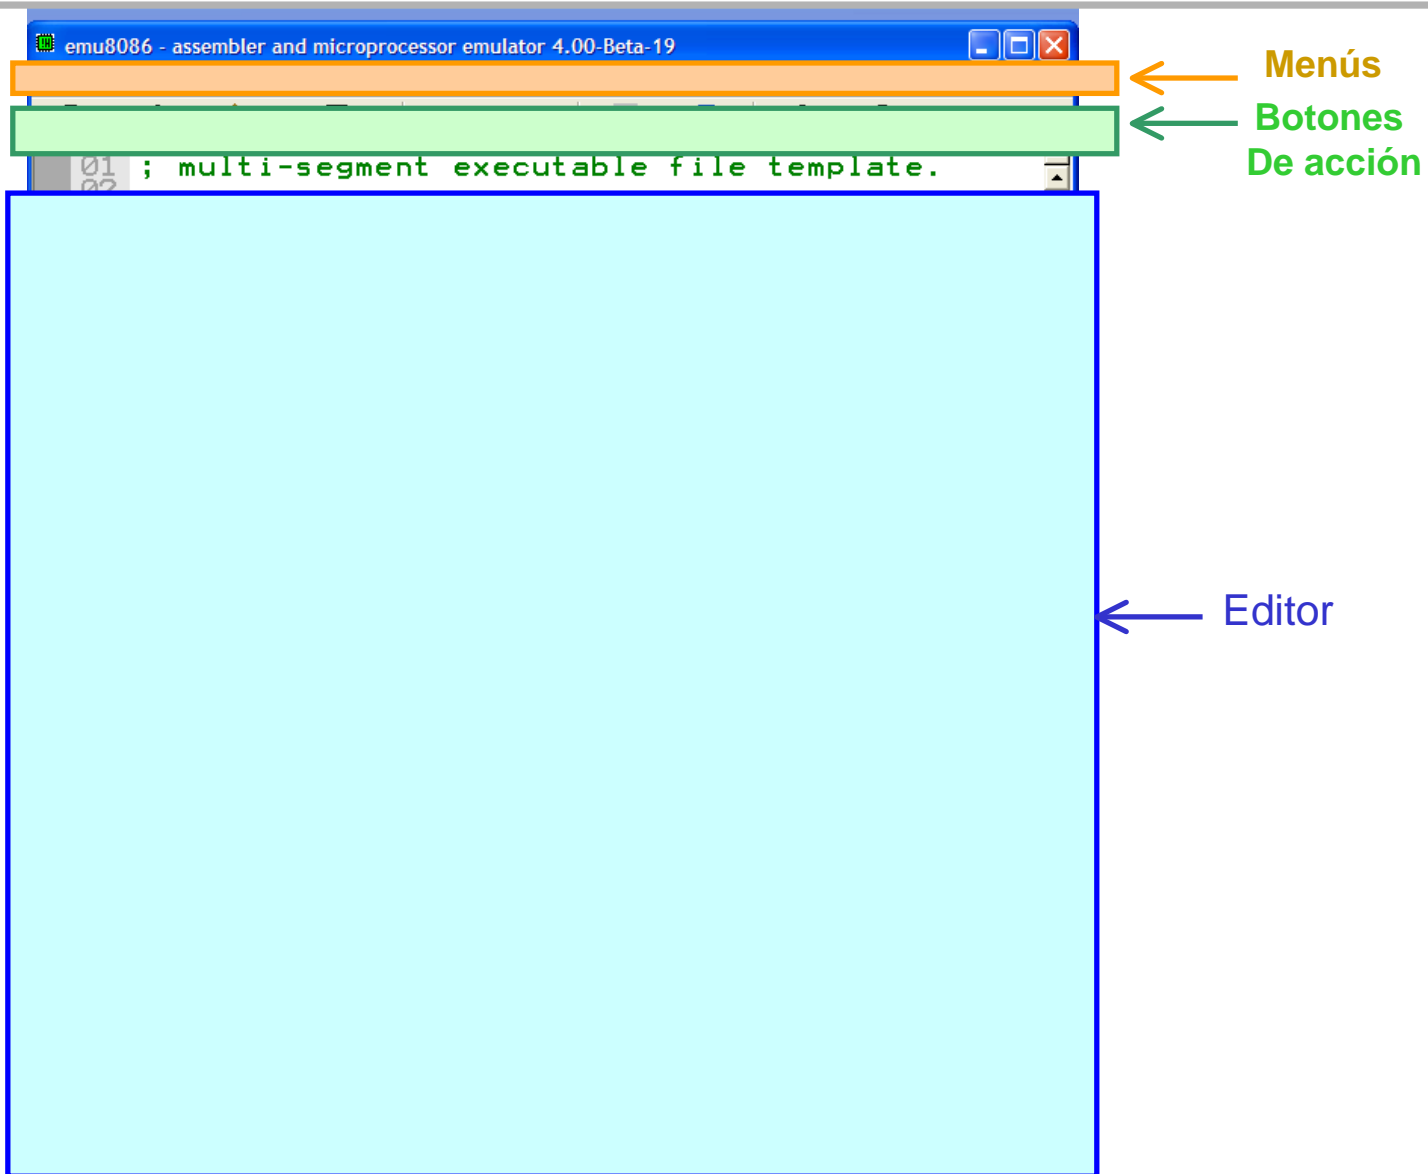 emu8086 - assembler and microprocessor emulator 4.00-Beta-19
Menús
Botones
De acción
01 ; multi-segment executable file template.
02
Editor